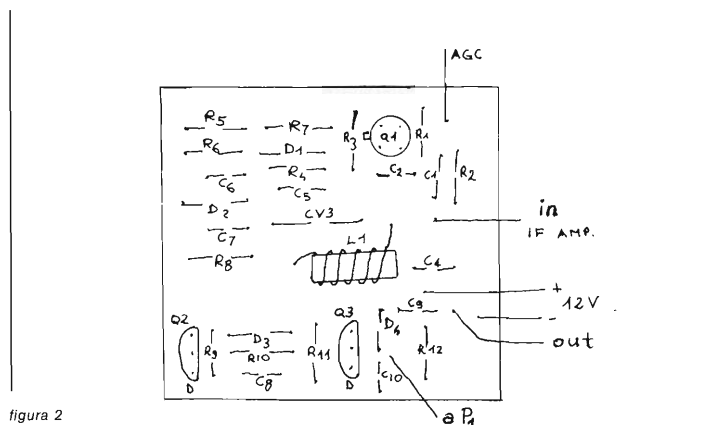 AGC
R5
R7
R3
Q1
R1
R6
D1
R4
C2
C1
R2
C6
C5
D2
CV3
in
IF AMP.
C7
L1
R8
C4
+
12V
-
C9
out
Q2
Q3
D4
D3
R9
R10
R11
R12
C8
C10
D
D
a P1
figura 2